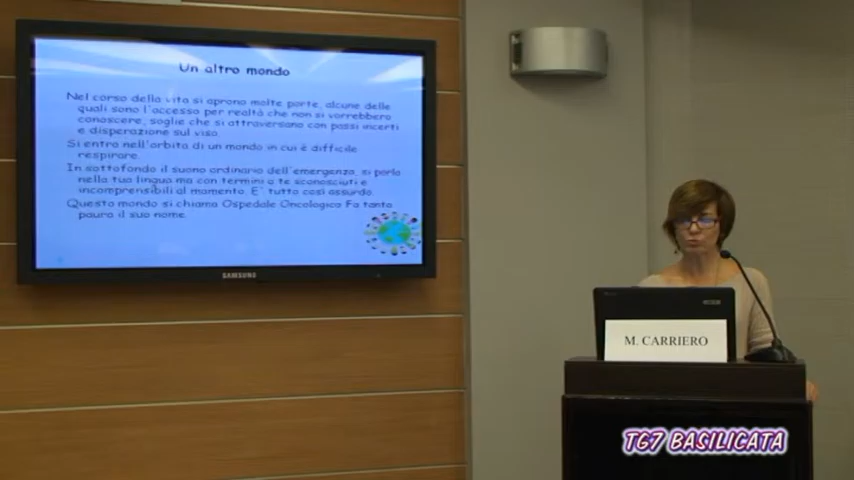 Un altro mondo
Nel corso della vita si aprono molte porte, alcune delle
quali sono l'accesso per realtà che non si vorrebbero
conoscere, soglie che si attraversano con passi incerti
e disperazione sul viso.
Si entra nell'orbita di un mondo in cui è difficile
respirare.
In sottofondo il suono ordinario dell'emergenza, si parla
nella tua lingua ma con termini a te sconosciuti e
incomprensibili al momento. E' tutto così assurdo.
Questo mondo si chiama Ospedale Oncologico Fa tanta
paura il suo nome.
SAMSUNG
M. CARRIERO
TG7 BASILICATA